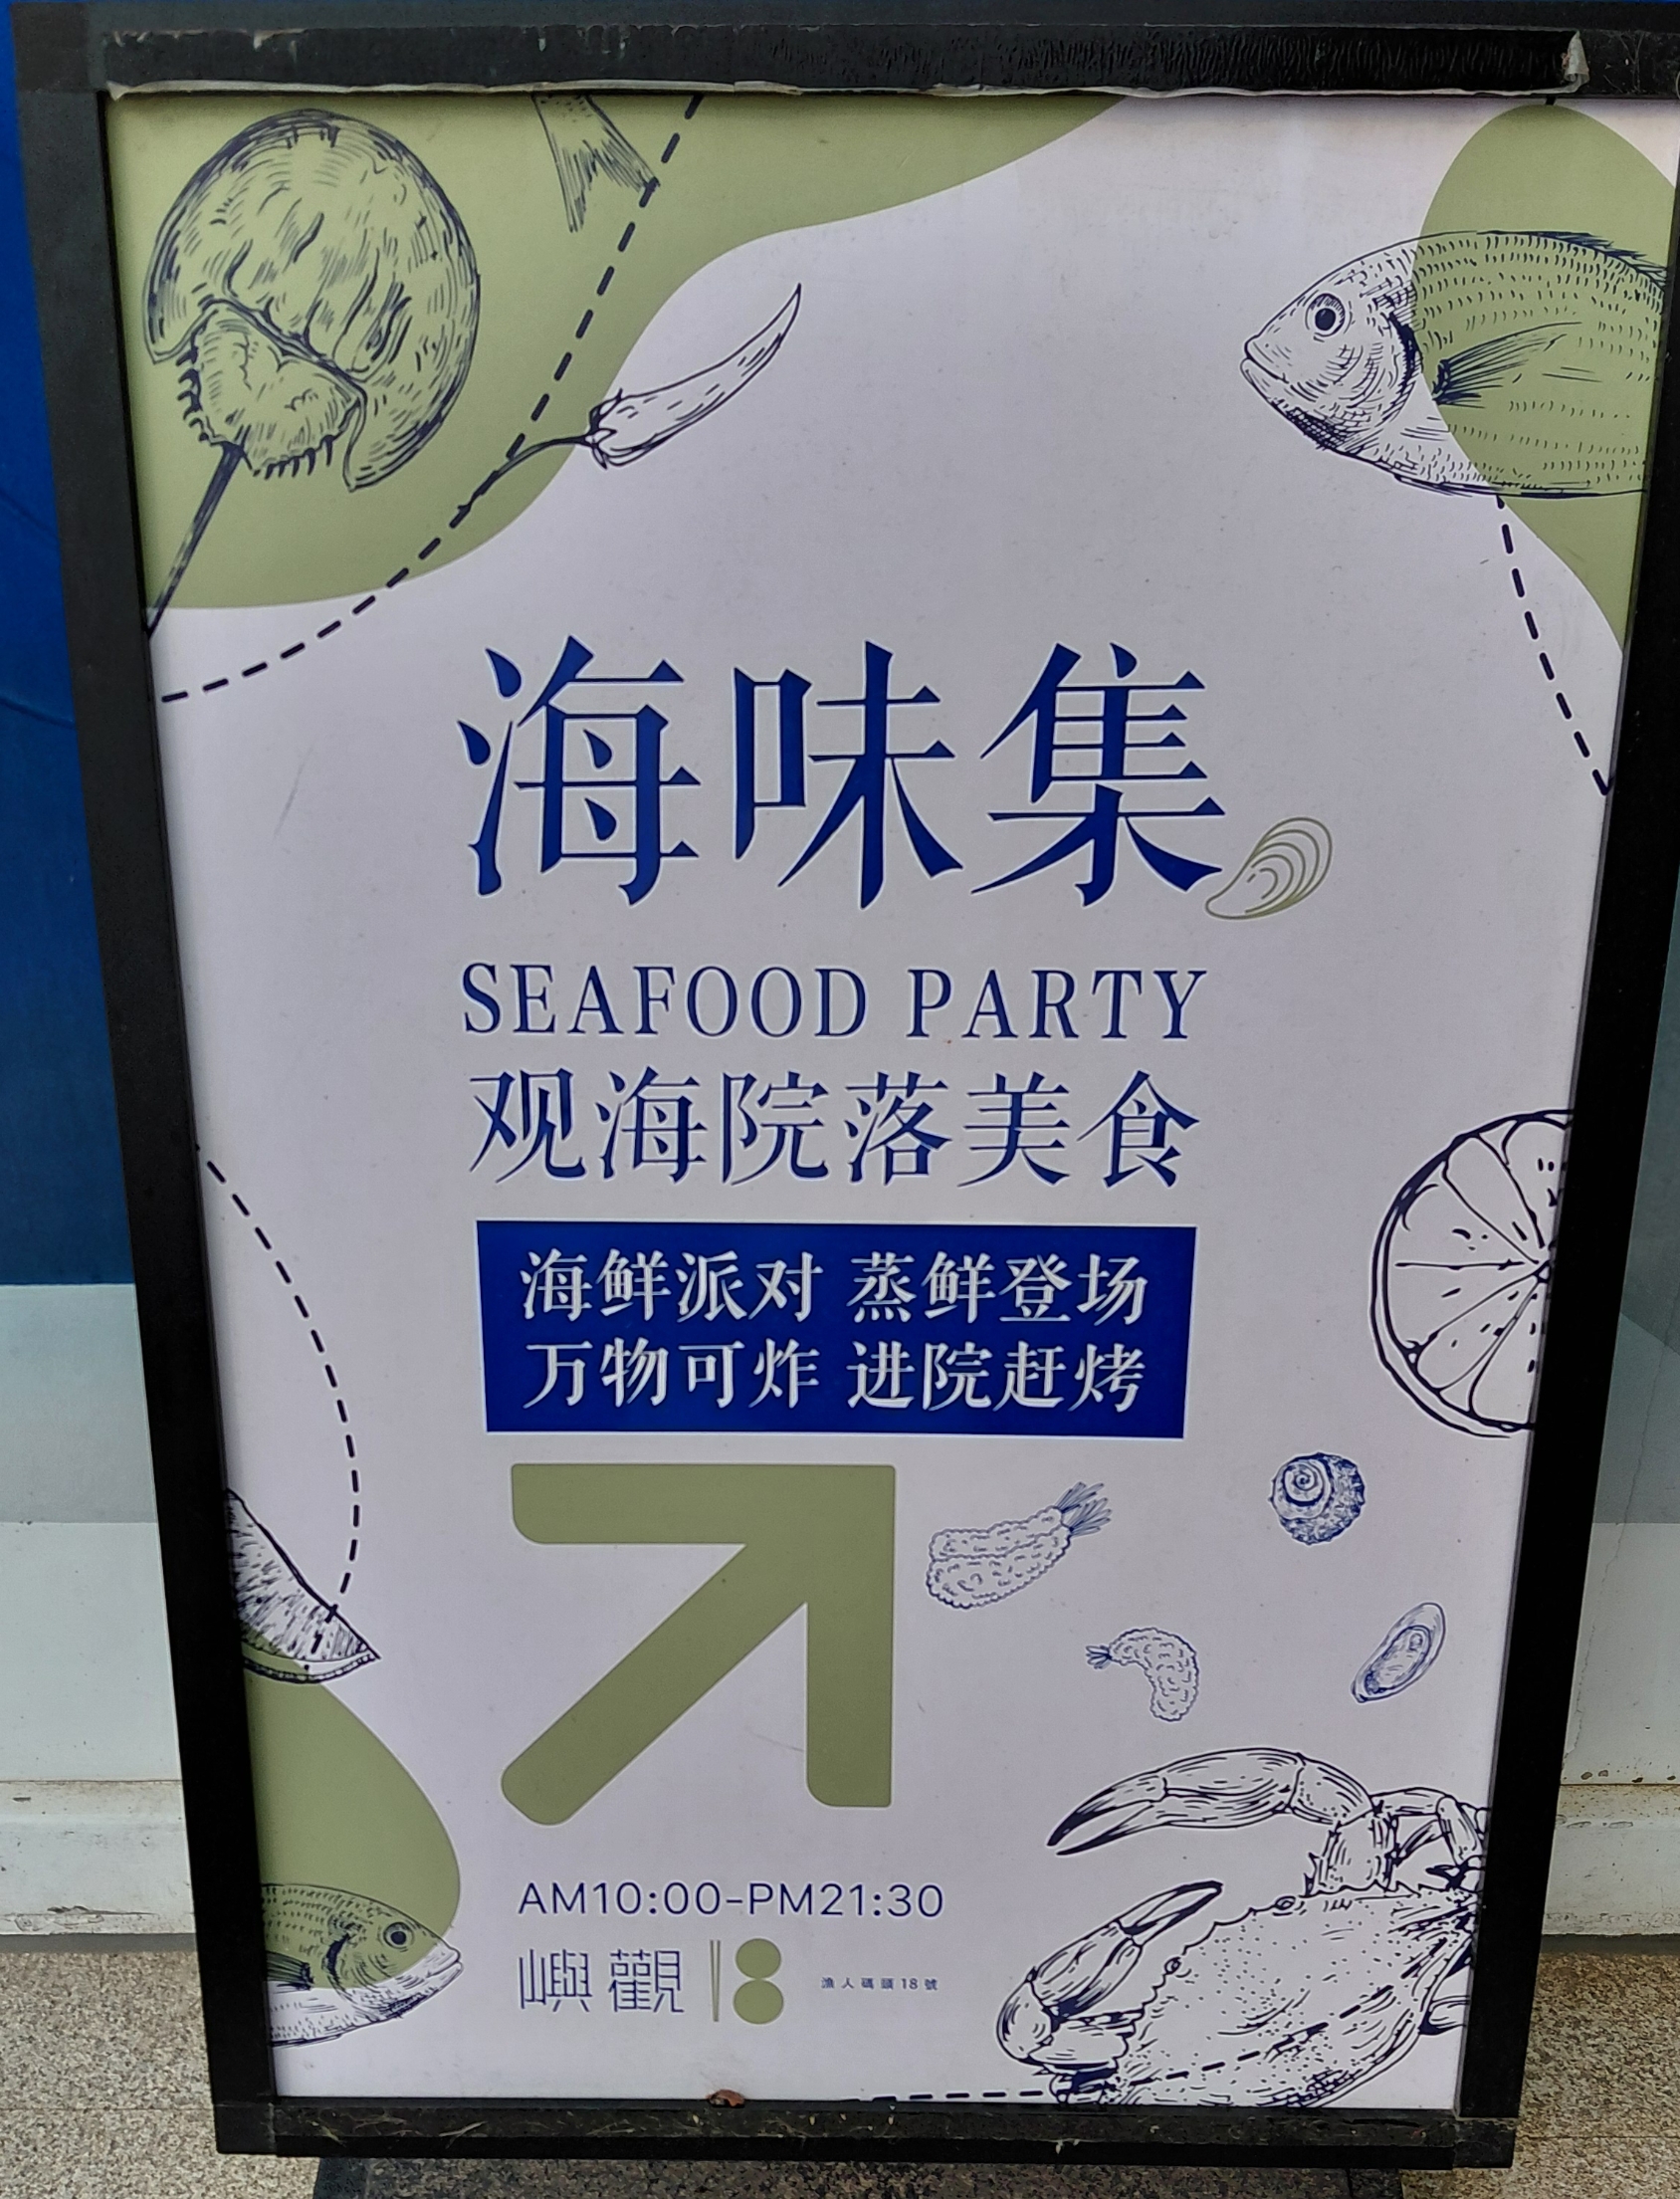 海味集
SEAFOOD PARTY
观海院落美食
海鲜派对 蒸鲜登场
万物可炸 进院赶烤
AM10:00-PM21:30
嶼觀 18 漁人碼頭18號